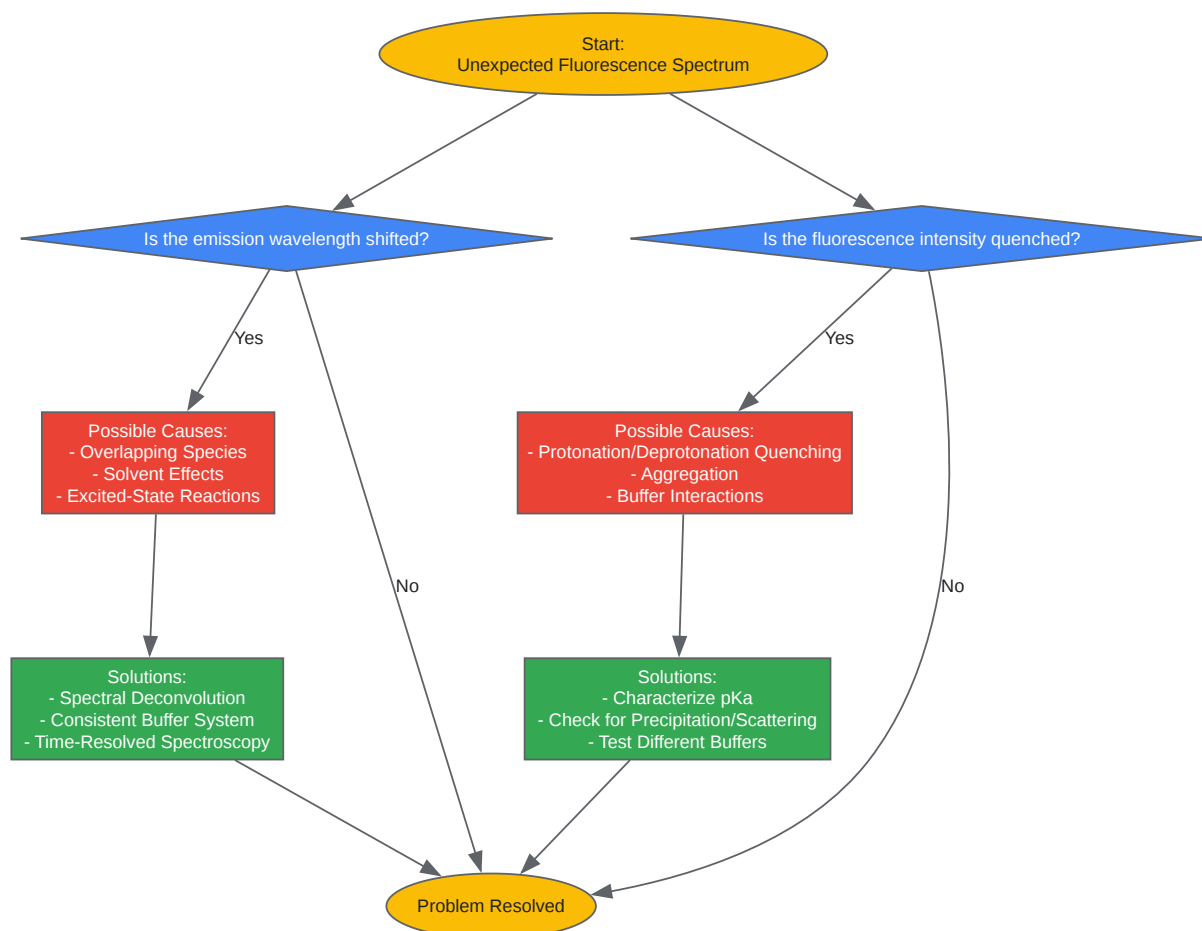 Start:
Unexpected Fluorescence Spectrum
Is the emission wavelength shifted?
Is the fluorescence intensity quenched?
Yes
Yes
Possible Causes:
- Overlapping Species
- Solvent Effects
- Excited-State Reactions
Possible Causes:
- Protonation/Deprotonation Quenching
- Aggregation
- Buffer Interactions
No
No
Solutions:
- Spectral Deconvolution
- Consistent Buffer System
- Time-Resolved Spectroscopy
Solutions:
- Characterize pKa
- Check for Precipitation/Scattering
- Test Different Buffers
Problem Resolved